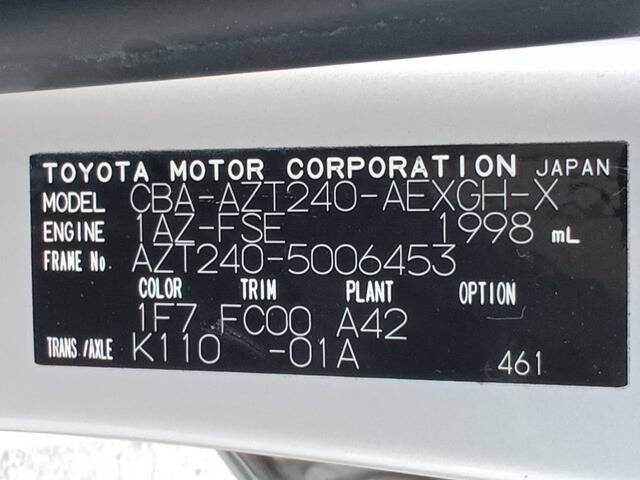 TOYOTA MOTOR CORPORATION JAPAN
MODEL CBA-AZT240-AEXGH-X
ENGINE 1AZ-FSE 1998 mL
FRAME No. AZT240-5006453
COLOR TRIM PLANT OPTION
1F7 FC00 A42
TRANS./AXLE K110 -01A 461